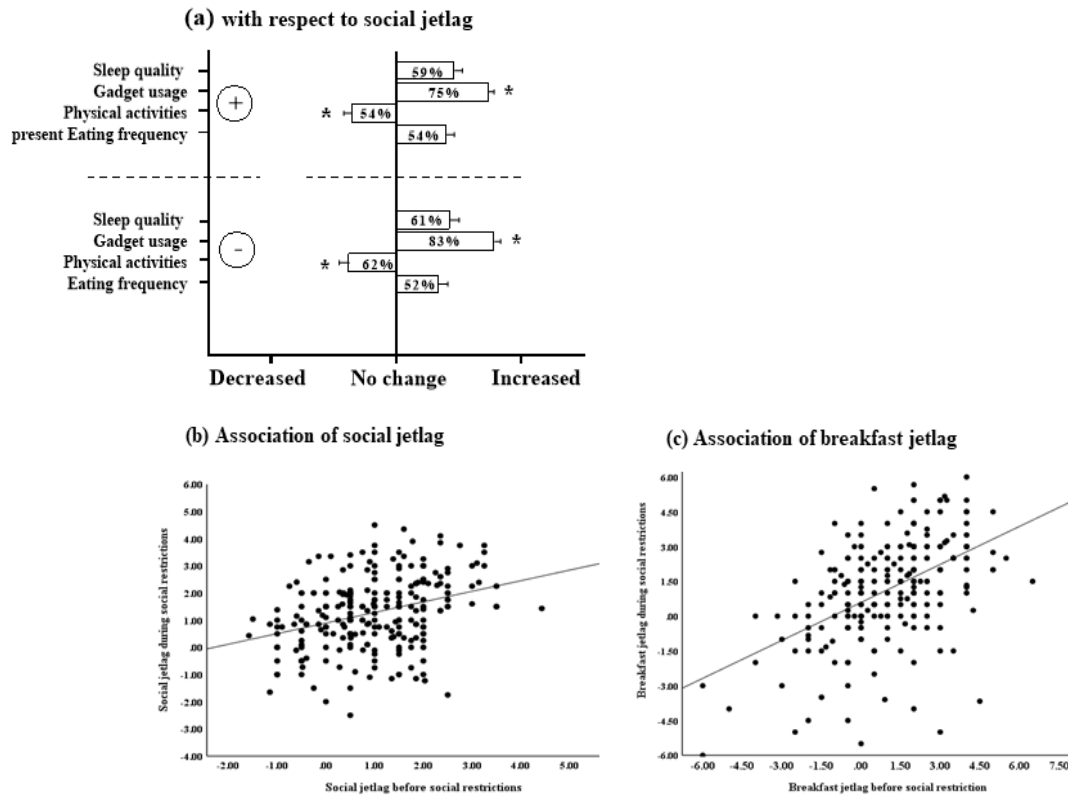 (a) with respect to social jetlag
Sleep quality
59%
Gadget usage
75% *
+
Physical activities
* 54%
present Eating frequency
54%
Sleep quality
61%
Gadget usage
83% *
-
Physical activities
* 62%
Eating frequency
52%
Decreased No change Increased
(b) Association of social jetlag
Social jetlag during social restrictions
6.00
5.00
4.00
3.00
2.00
1.00
.00
-1.00
-2.00
-3.00
-4.00
-2.00 -1.00 .00 1.00 2.00 3.00 4.00 5.00
Social jetlag before social restrictions
(c) Association of breakfast jetlag
Breakfast jetlag during social restrictions
6.00
4.50
3.00
1.50
.00
-1.50
-3.00
-4.50
-6.00
-6.00 -4.50 -3.00 -1.50 .00 1.50 3.00 4.50 6.00 7.50
Breakfast jetlag before social restriction